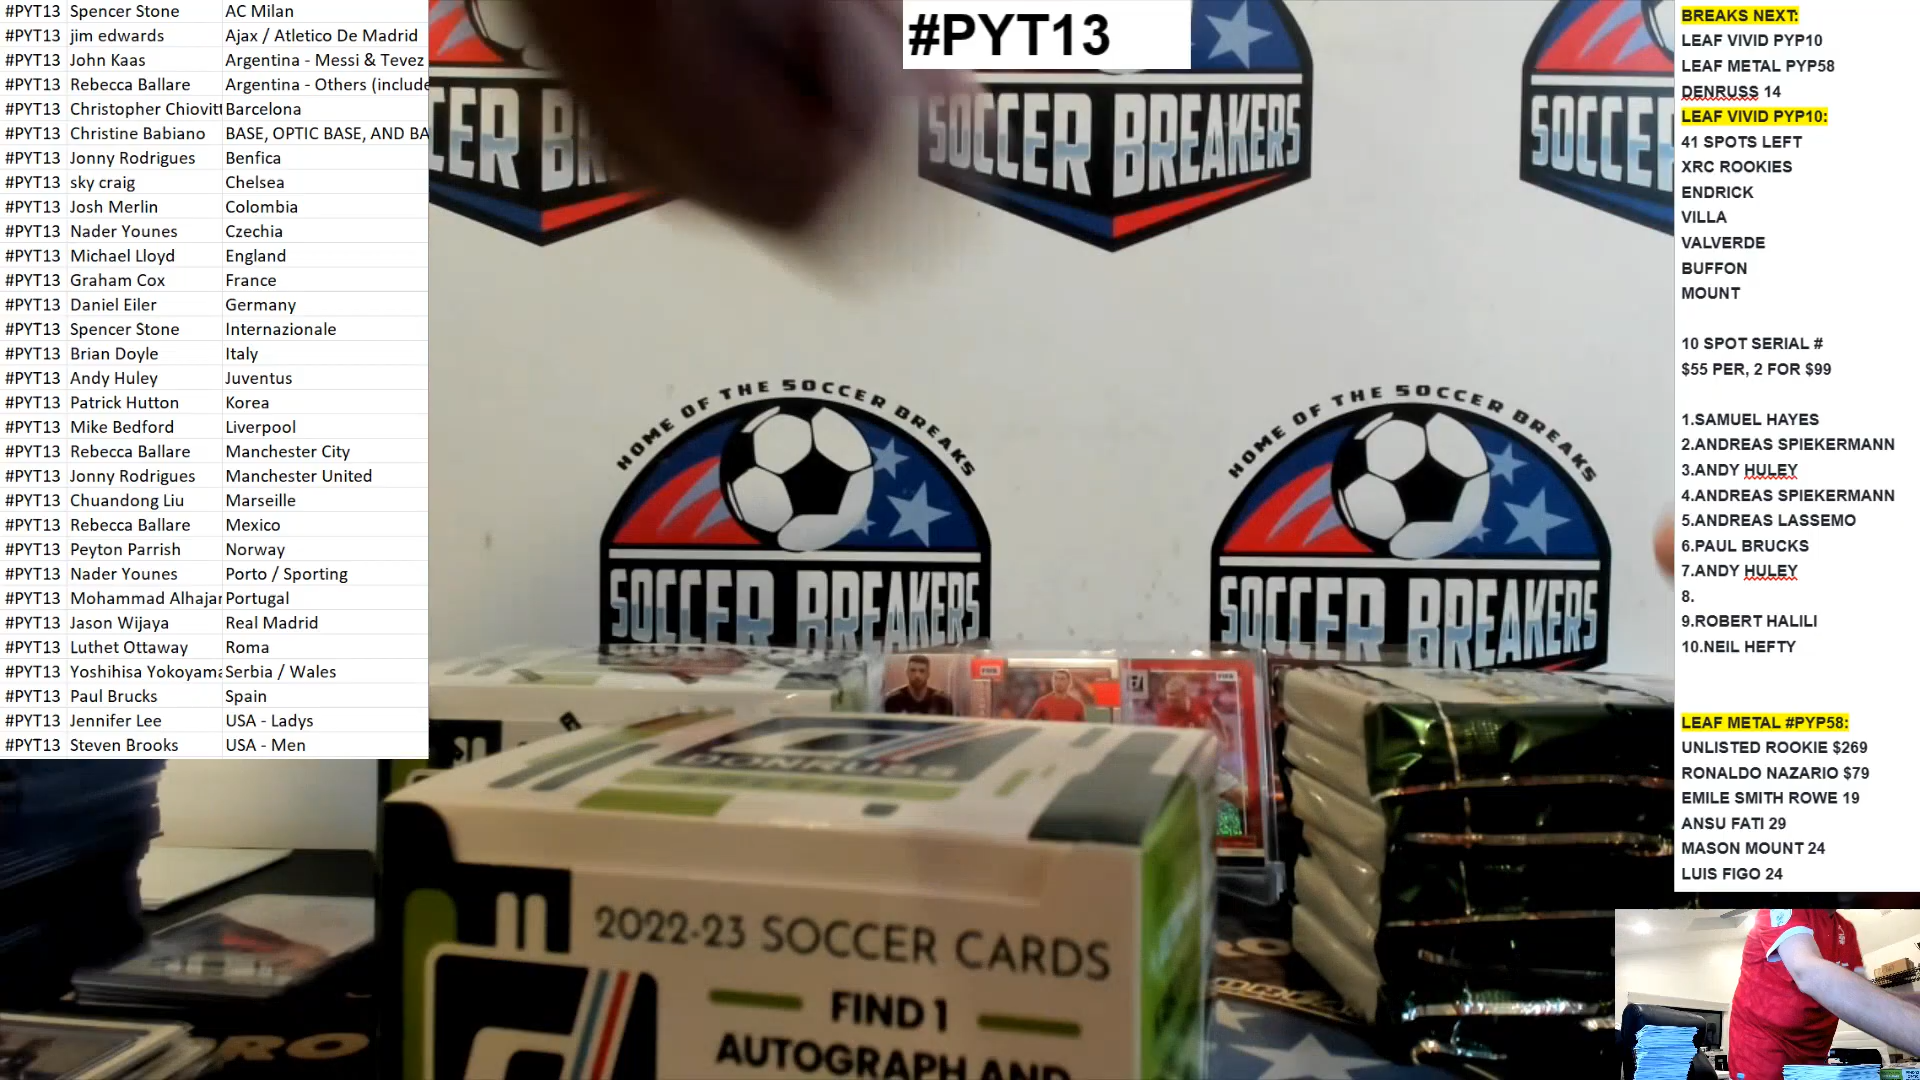 #PYT13 Spencer Stone AC Milan
#PYT13 jim edwards Ajax / Atletico De Madrid
#PYT13 John Kaas Argentina - Messi & Tevez
#PYT13 Rebecca Ballare Argentina - Others (include
#PYT13 Christopher Chiovitt Barcelona
#PYT13 Christine Babiano BASE, OPTIC BASE, AND BA
#PYT13 Jonny Rodrigues Benfica
#PYT13 sky craig Chelsea
#PYT13 Josh Merlin Colombia
#PYT13 Nader Younes Czechia
#PYT13 Michael Lloyd England
#PYT13 Graham Cox France
#PYT13 Daniel Eiler Germany
#PYT13 Spencer Stone Internazionale
#PYT13 Brian Doyle Italy
#PYT13 Andy Huley Juventus
#PYT13 Patrick Hutton Korea
#PYT13 Mike Bedford Liverpool
#PYT13 Rebecca Ballare Manchester City
#PYT13 Jonny Rodrigues Manchester United
#PYT13 Chuandong Liu Marseille
#PYT13 Rebecca Ballare Mexico
#PYT13 Peyton Parrish Norway
#PYT13 Nader Younes Porto / Sporting
#PYT13 Mohammad Alhajar Portugal
#PYT13 Jason Wijaya Real Madrid
#PYT13 Luthet Ottaway Roma
#PYT13 Yoshihisa Yokoyama Serbia / Wales
#PYT13 Paul Brucks Spain
#PYT13 Jennifer Lee USA - Ladys
#PYT13 Steven Brooks USA - Men
#PYT13
CER BR
SOCCER BREAKERS
SOCCER
HOME OF THE SOCCER BREAKS
SOCCER BREAKERS
HOME OF THE SOCCER BREAKS
SOCCER BREAKERS
DONRUSS
SOCCER
2022-23 SOCCER CARDS
FIND 1
AUTOGRAPH AND
BREAKS NEXT:
LEAF VIVID PYP10
LEAF METAL PYP58
DENRUSS 14
LEAF VIVID PYP10:
41 SPOTS LEFT
XRC ROOKIES
ENDRICK
VILLA
VALVERDE
BUFFON
MOUNT
10 SPOT SERIAL #
$55 PER, 2 FOR $99
1.SAMUEL HAYES
2.ANDREAS SPIEKERMANN
3.ANDY HULEY
4.ANDREAS SPIEKERMANN
5.ANDREAS LASSEMO
6.PAUL BRUCKS
7.ANDY HULEY
8.
9.ROBERT HALILI
10.NEIL HEFTY
LEAF METAL #PYP58:
UNLISTED ROOKIE $269
RONALDO NAZARIO $79
EMILE SMITH ROWE 19
ANSU FATI 29
MASON MOUNT 24
LUIS FIGO 24